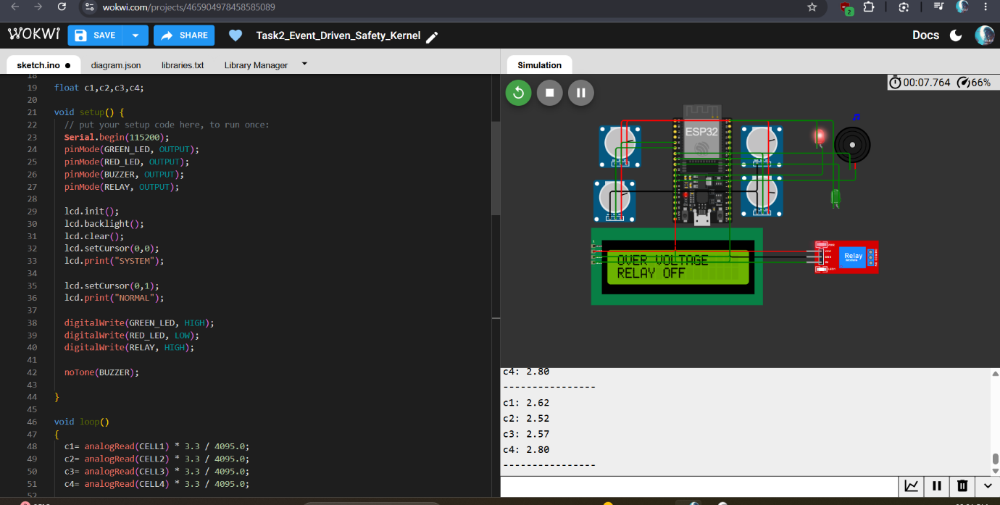 wokwi.com/projects/465904978458585089
2
WOKWi
SAVE
SHARE
Task2_Event_Driven_Safety_Kernel
Docs
sketch.ino ●
diagram.json
libraries.txt
Library Manager
Simulation
18
19 float c1,c2,c3,c4;
20
21 void setup() {
22 // put your setup code here, to run once:
23 Serial.begin(115200);
24 pinMode(GREEN_LED, OUTPUT);
25 pinMode(RED_LED, OUTPUT);
26 pinMode(BUZZER, OUTPUT);
27 pinMode(RELAY, OUTPUT);
28
29 lcd.init();
30 lcd.backlight();
31 lcd.clear();
32 lcd.setCursor(0,0);
33 lcd.print("SYSTEM");
34
35 lcd.setCursor(0,1);
36 lcd.print("NORMAL");
37
38 digitalWrite(GREEN_LED, HIGH);
39 digitalWrite(RED_LED, LOW);
40 digitalWrite(RELAY, HIGH);
41
42 noTone(BUZZER);
43
44 }
45
46 void loop()
47 {
48 c1= analogRead(CELL1) * 3.3 / 4095.0;
49 c2= analogRead(CELL2) * 3.3 / 4095.0;
50 c3= analogRead(CELL3) * 3.3 / 4095.0;
51 c4= analogRead(CELL4) * 3.3 / 4095.0;
52
00:07.764 66%
ESP32
OVER VOLTAGE
RELAY OFF
PWR
VCC
GND
IN
LED1
Relay
Module
c4: 2.80
----------------
c1: 2.62
c2: 2.52
c3: 2.57
c4: 2.80
----------------